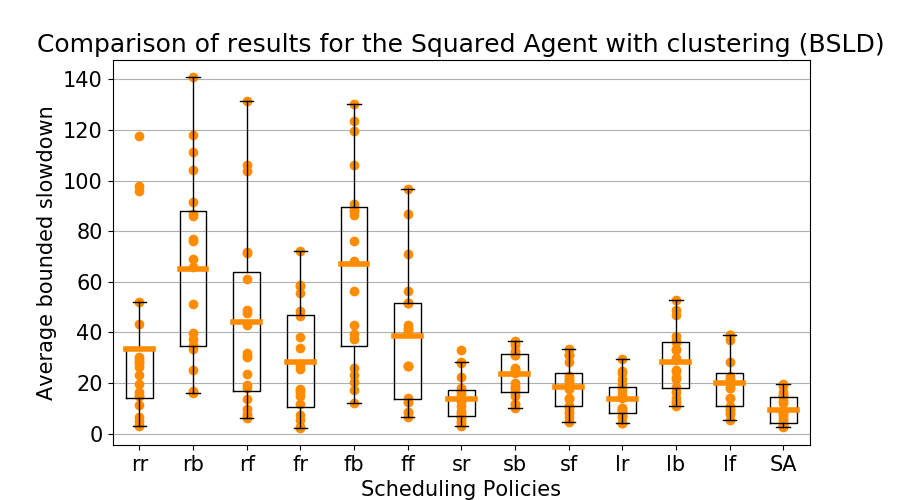 Comparison of results for the Squared Agent with clustering (BSLD)
Average bounded slowdown
140
120
100
80
60
40
20
0
rr rb rf fr fb ff sr sb sf lr lb lf SA
Scheduling Policies